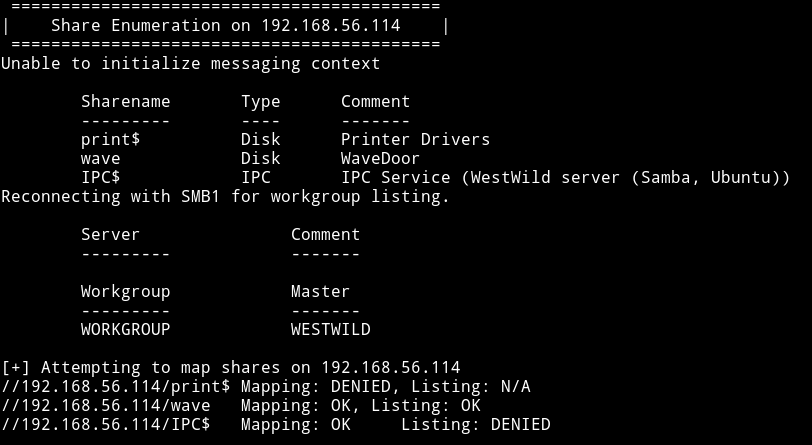 ===========================================
|    Share Enumeration on 192.168.56.114    |
 ===========================================
Unable to initialize messaging context
        Sharename       Type      Comment
        ---------       ----      -------
        print$          Disk      Printer Drivers
        wave            Disk      WaveDoor
        IPC$            IPC       IPC Service (WestWild server (Samba, Ubuntu))
Reconnecting with SMB1 for workgroup listing.
        Server               Comment
        ---------            -------
        Workgroup            Master
        ---------            -------
        WORKGROUP            WESTWILD
[+] Attempting to map shares on 192.168.56.114
//192.168.56.114/print$ Mapping: DENIED, Listing: N/A
//192.168.56.114/wave   Mapping: OK, Listing: OK
//192.168.56.114/IPC$   Mapping: OK     Listing: DENIED